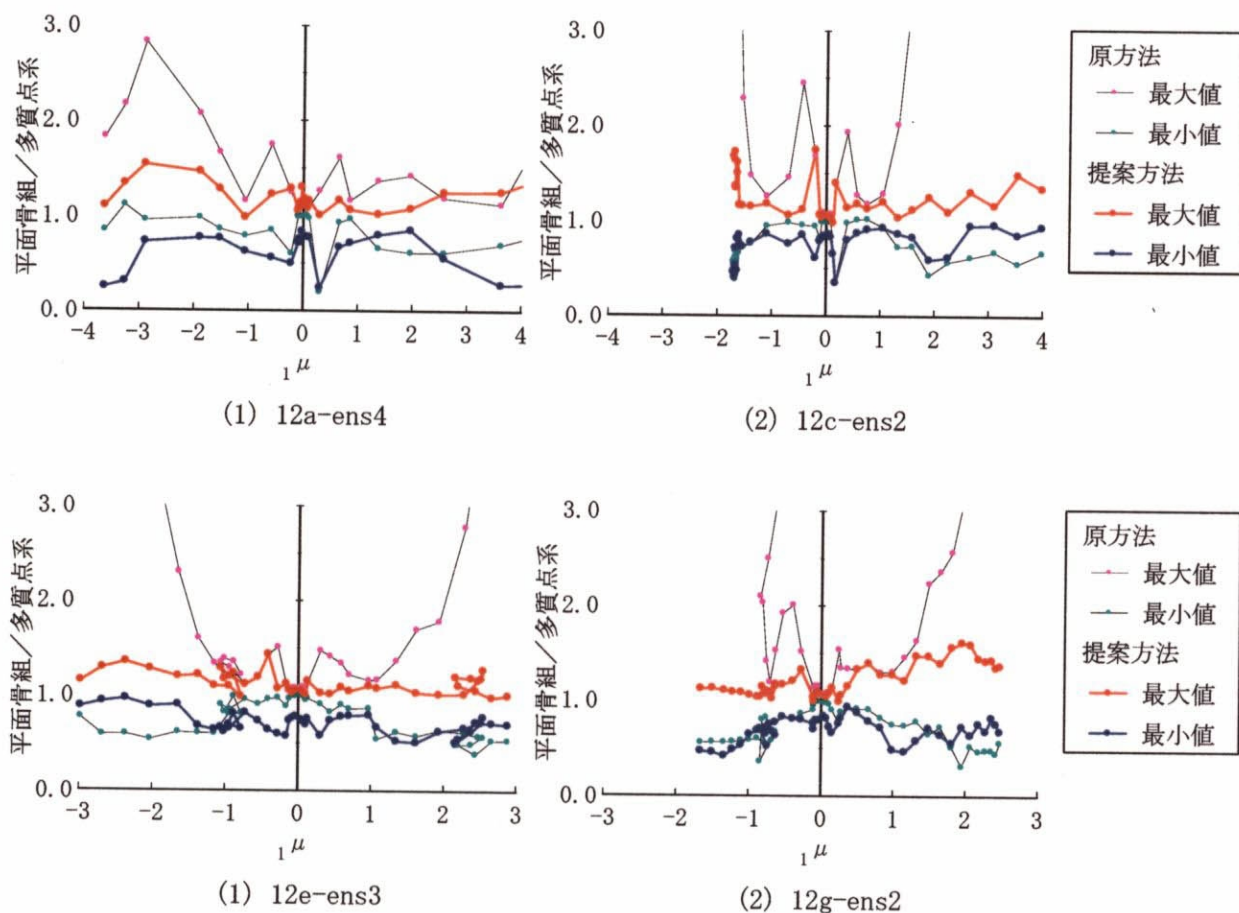 平面骨組／多質点系
3.0
2.0
1.0
0.0
-4 -3 -2 -1 0 1 2 3 4
₁μ
(1) 12a-ens4
平面骨組／多質点系
3.0
2.0
1.0
0.0
-4 -3 -2 -1 0 1 2 3 4
₁μ
(2) 12c-ens2
原方法
最大値
最小値
提案方法
最大値
最小値
平面骨組／多質点系
3.0
2.0
1.0
0.0
-3 -2 -1 0 1 2 3
₁μ
(1) 12e-ens3
平面骨組／多質点系
3.0
2.0
1.0
0.0
-3 -2 -1 0 1 2 3
₁μ
(2) 12g-ens2
原方法
最大値
最小値
提案方法
最大値
最小値